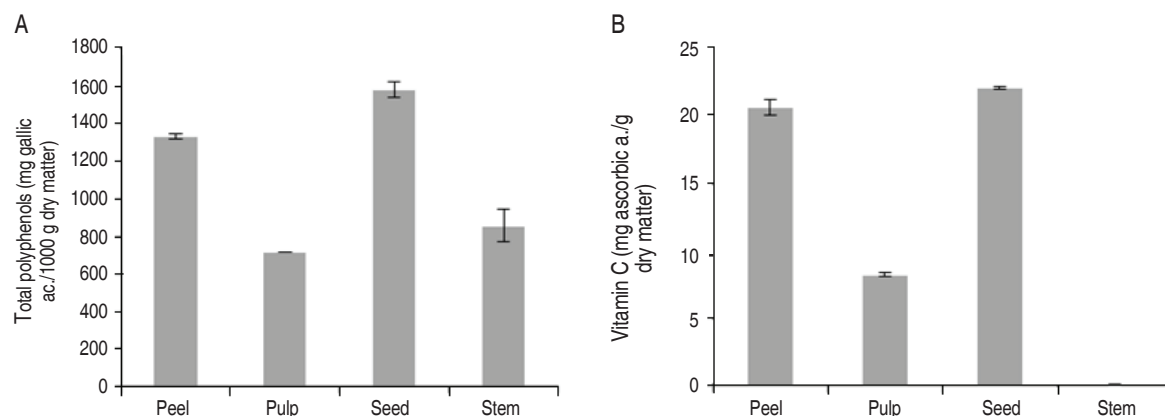 A
Total polyphenols (mg gallic
ac./1000 g dry matter)
1800
1600
1400
1200
1000
800
600
400
200
0
Peel Pulp Seed Stem
B
Vitamin C (mg ascorbic a./g
dry matter)
25
20
15
10
5
0
Peel Pulp Seed Stem